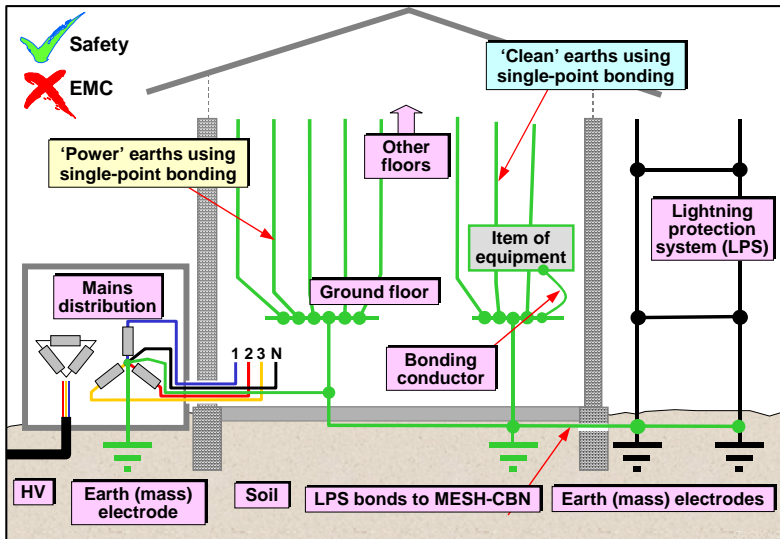 Safety
EMC
‘Clean’ earths using
single-point bonding
‘Power’ earths using
single-point bonding
Other
floors
Lightning
protection
system (LPS)
Item of
equipment
Mains
distribution
Ground floor
1 2 3 N
Bonding
conductor
HV
Earth (mass)
electrode
Soil
LPS bonds to MESH-CBN
Earth (mass) electrodes